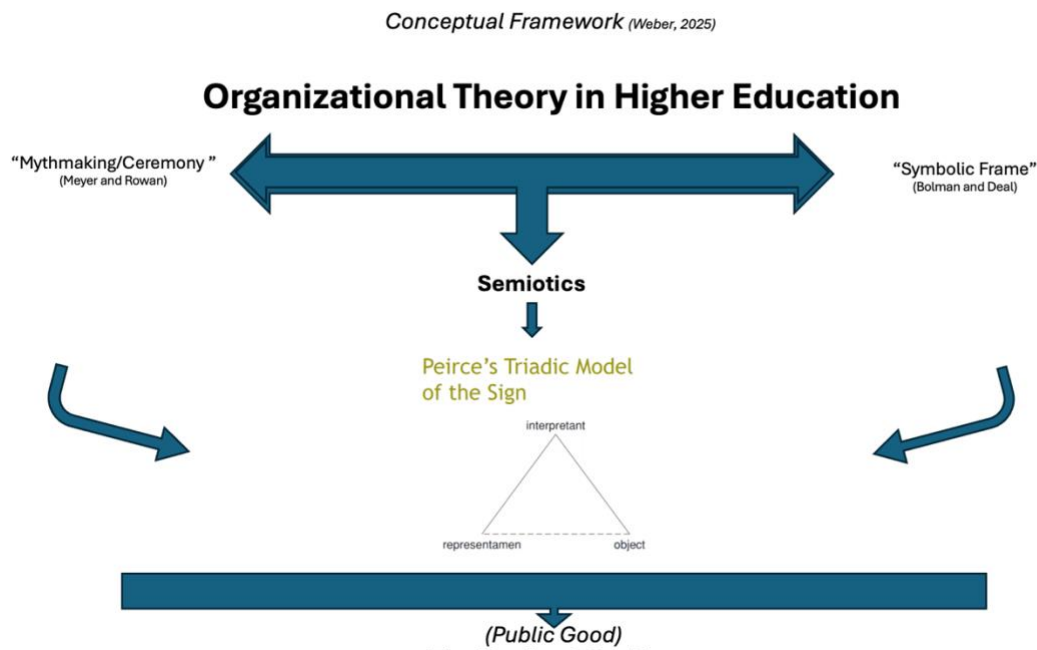 Conceptual Framework (Weber, 2025)
Organizational Theory in Higher Education
“Mythmaking/Ceremony ”
(Meyer and Rowan)
“Symbolic Frame”
(Bolman and Deal)
Semiotics
Peirce’s Triadic Model
of the Sign
interpretant
representamen
object
(Public Good)